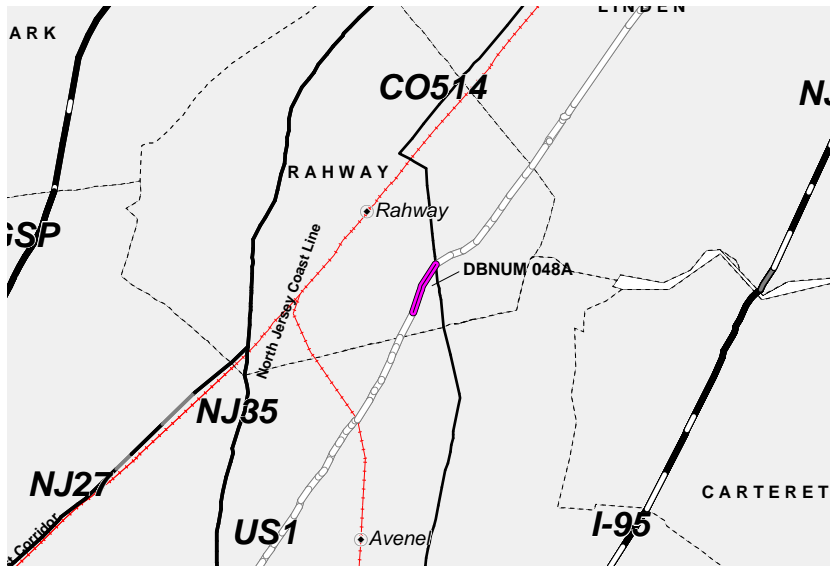 LINDEN
ARK
CO514
NJ
RAHWAY
Rahway
GSP
North Jersey Coast Line
DBNUM 048A
NJ35
NJ27
CARTERET
US1
I-95
Avenel
t Corridor